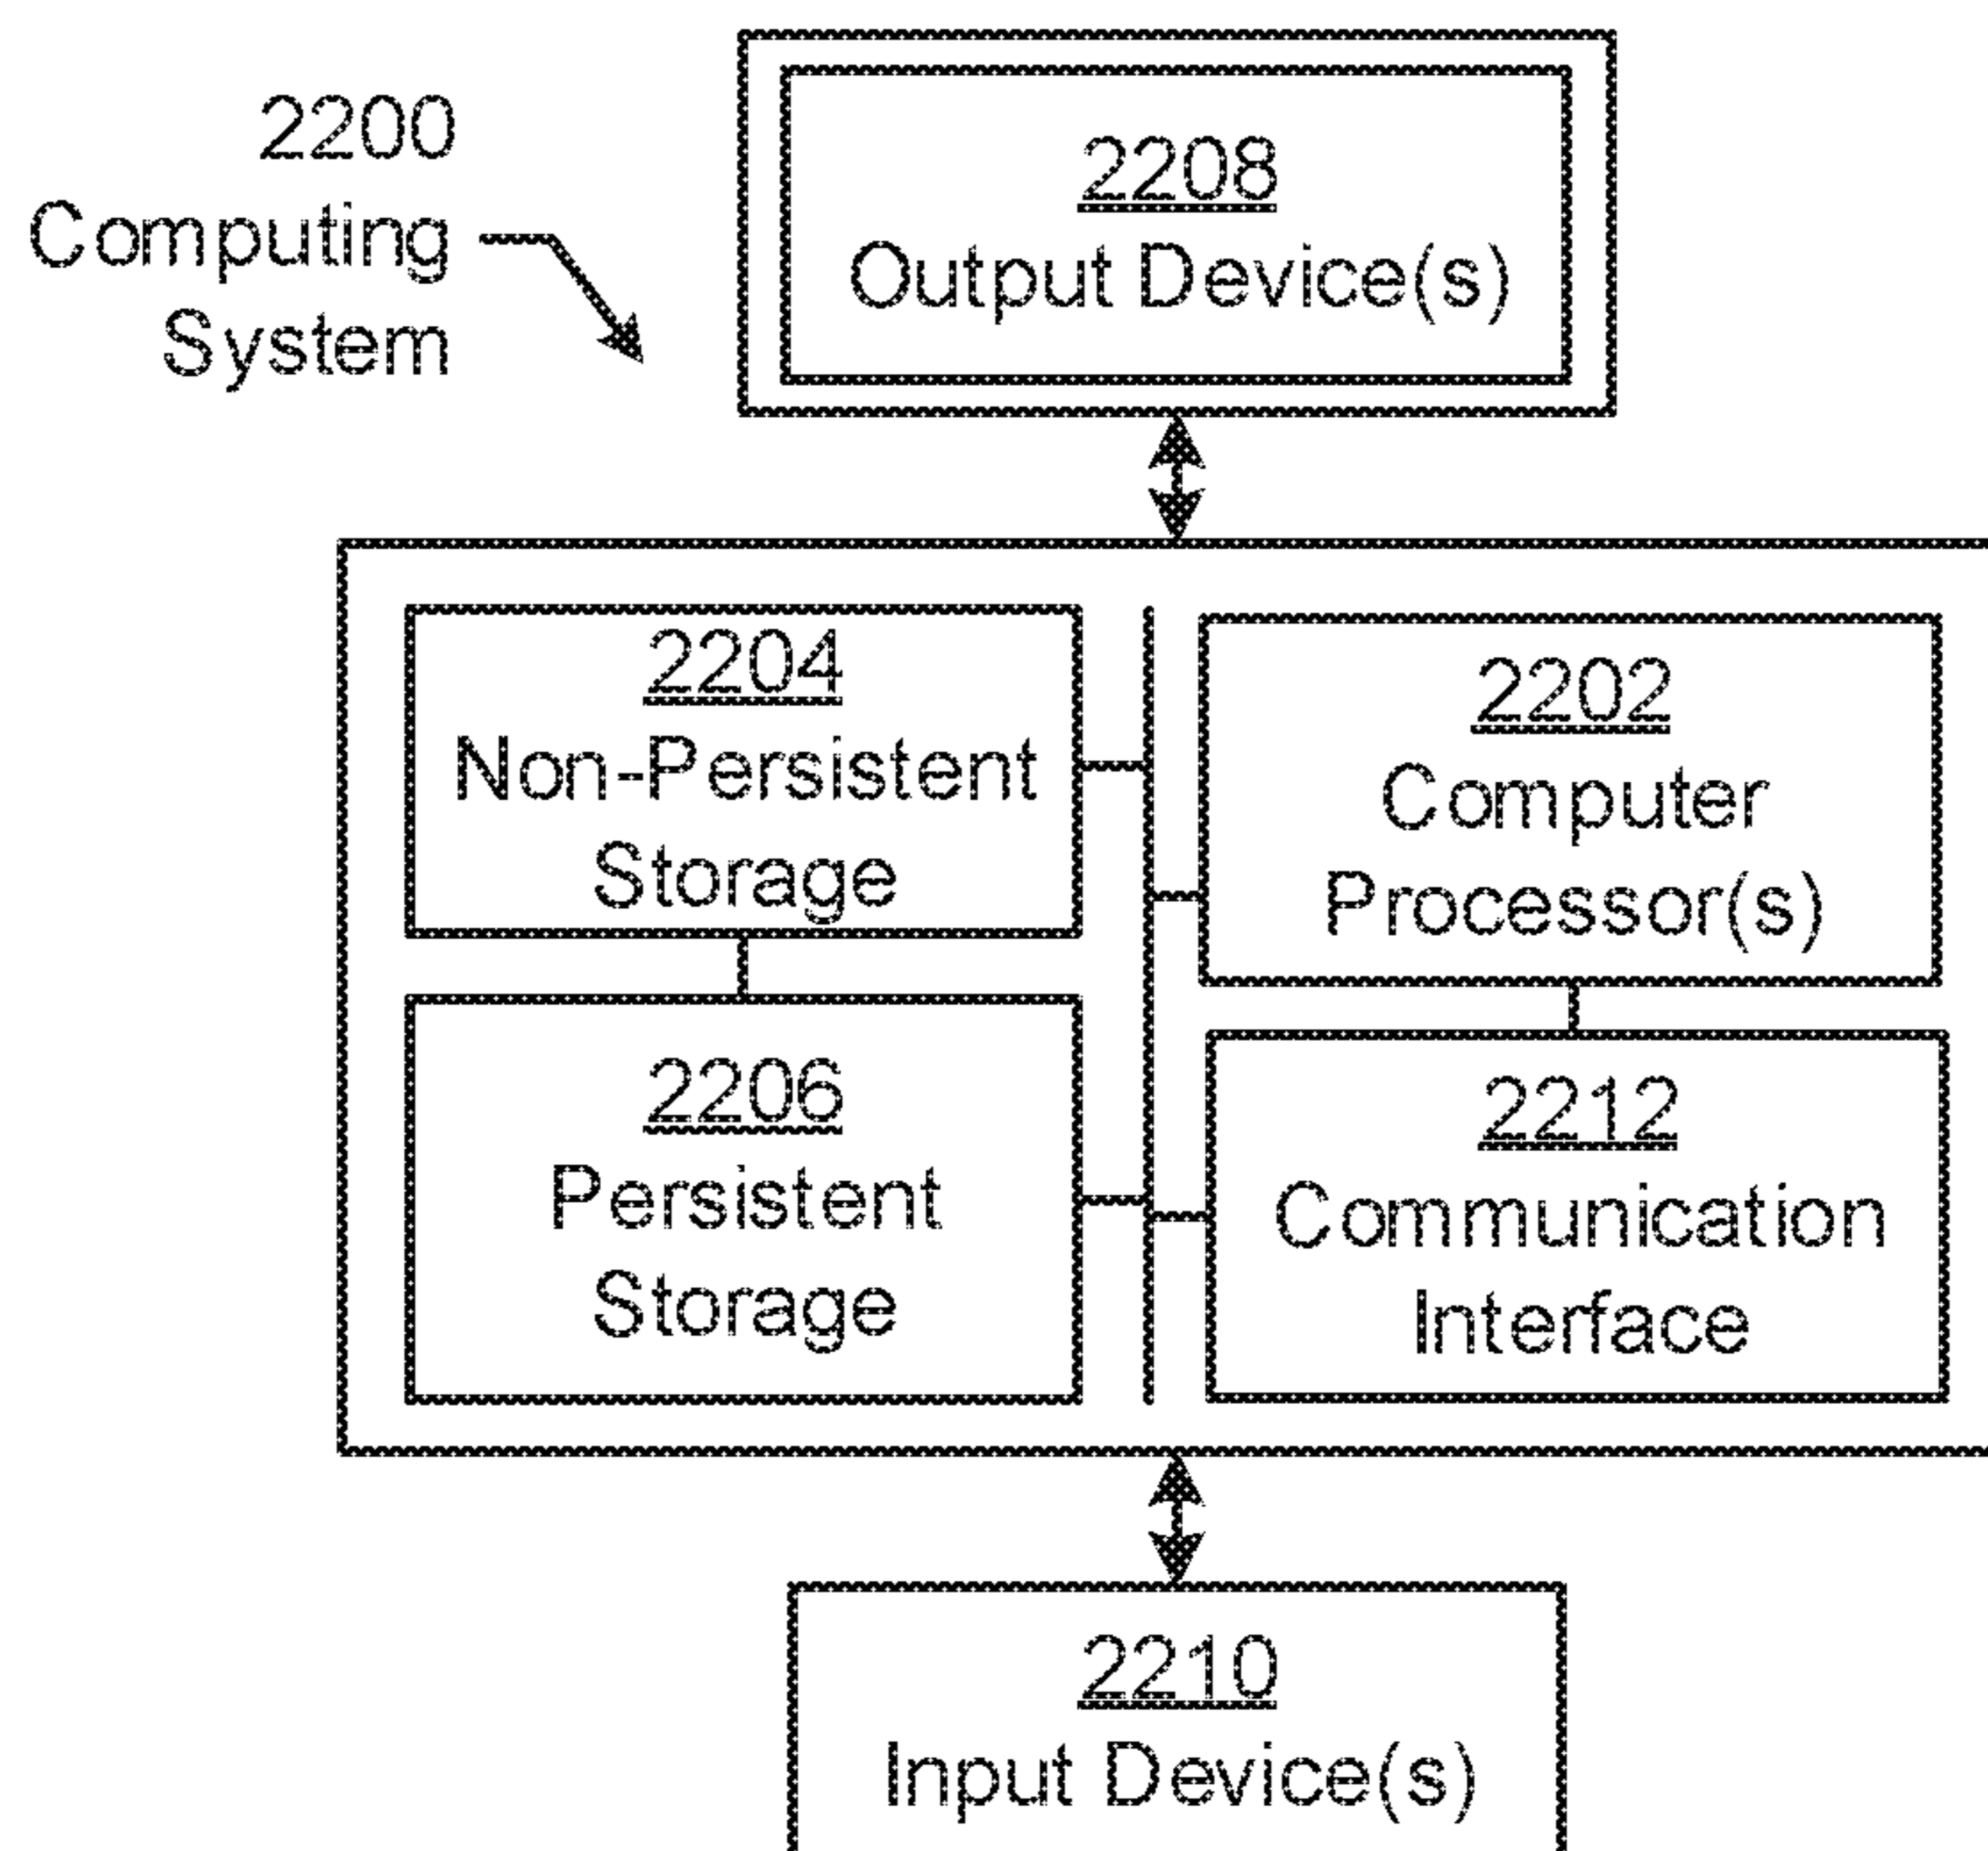 2200
Computing
System
2208
Output Device(s)
2204
Non-Persistent
Storage
2202
Computer
Processor(s)
2206
Persistent
Storage
2212
Communication
Interface
2210
Input Device(s)